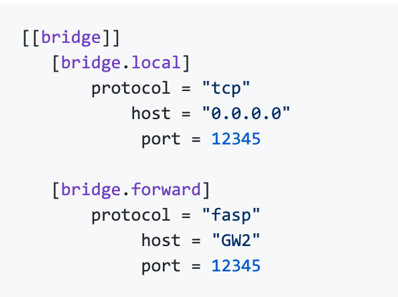 [[bridge]]
[bridge.local]
protocol = "tcp"
host = "0.0.0.0"
port = 12345
[bridge.forward]
protocol = "fasp"
host = "GW2"
port = 12345